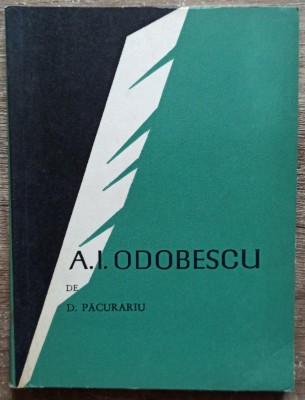 A.I. ODOBESCU
DE
D. PĂCURARIU